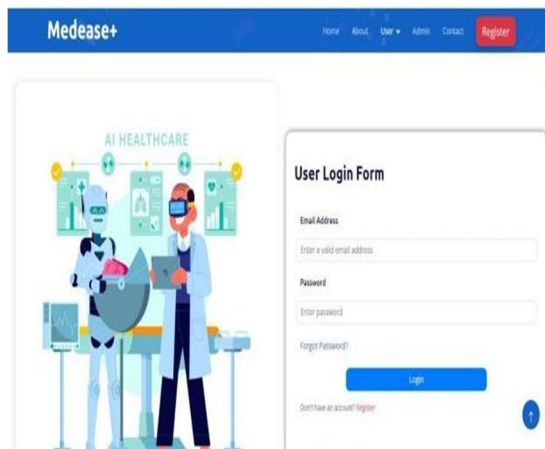 Medease+
Home About User Admin Contact Register
AI HEALTHCARE
User Login Form
Email Address
Enter a valid email address
Password
Enter password
Forgot Password?
Login
Don't have an account? Register